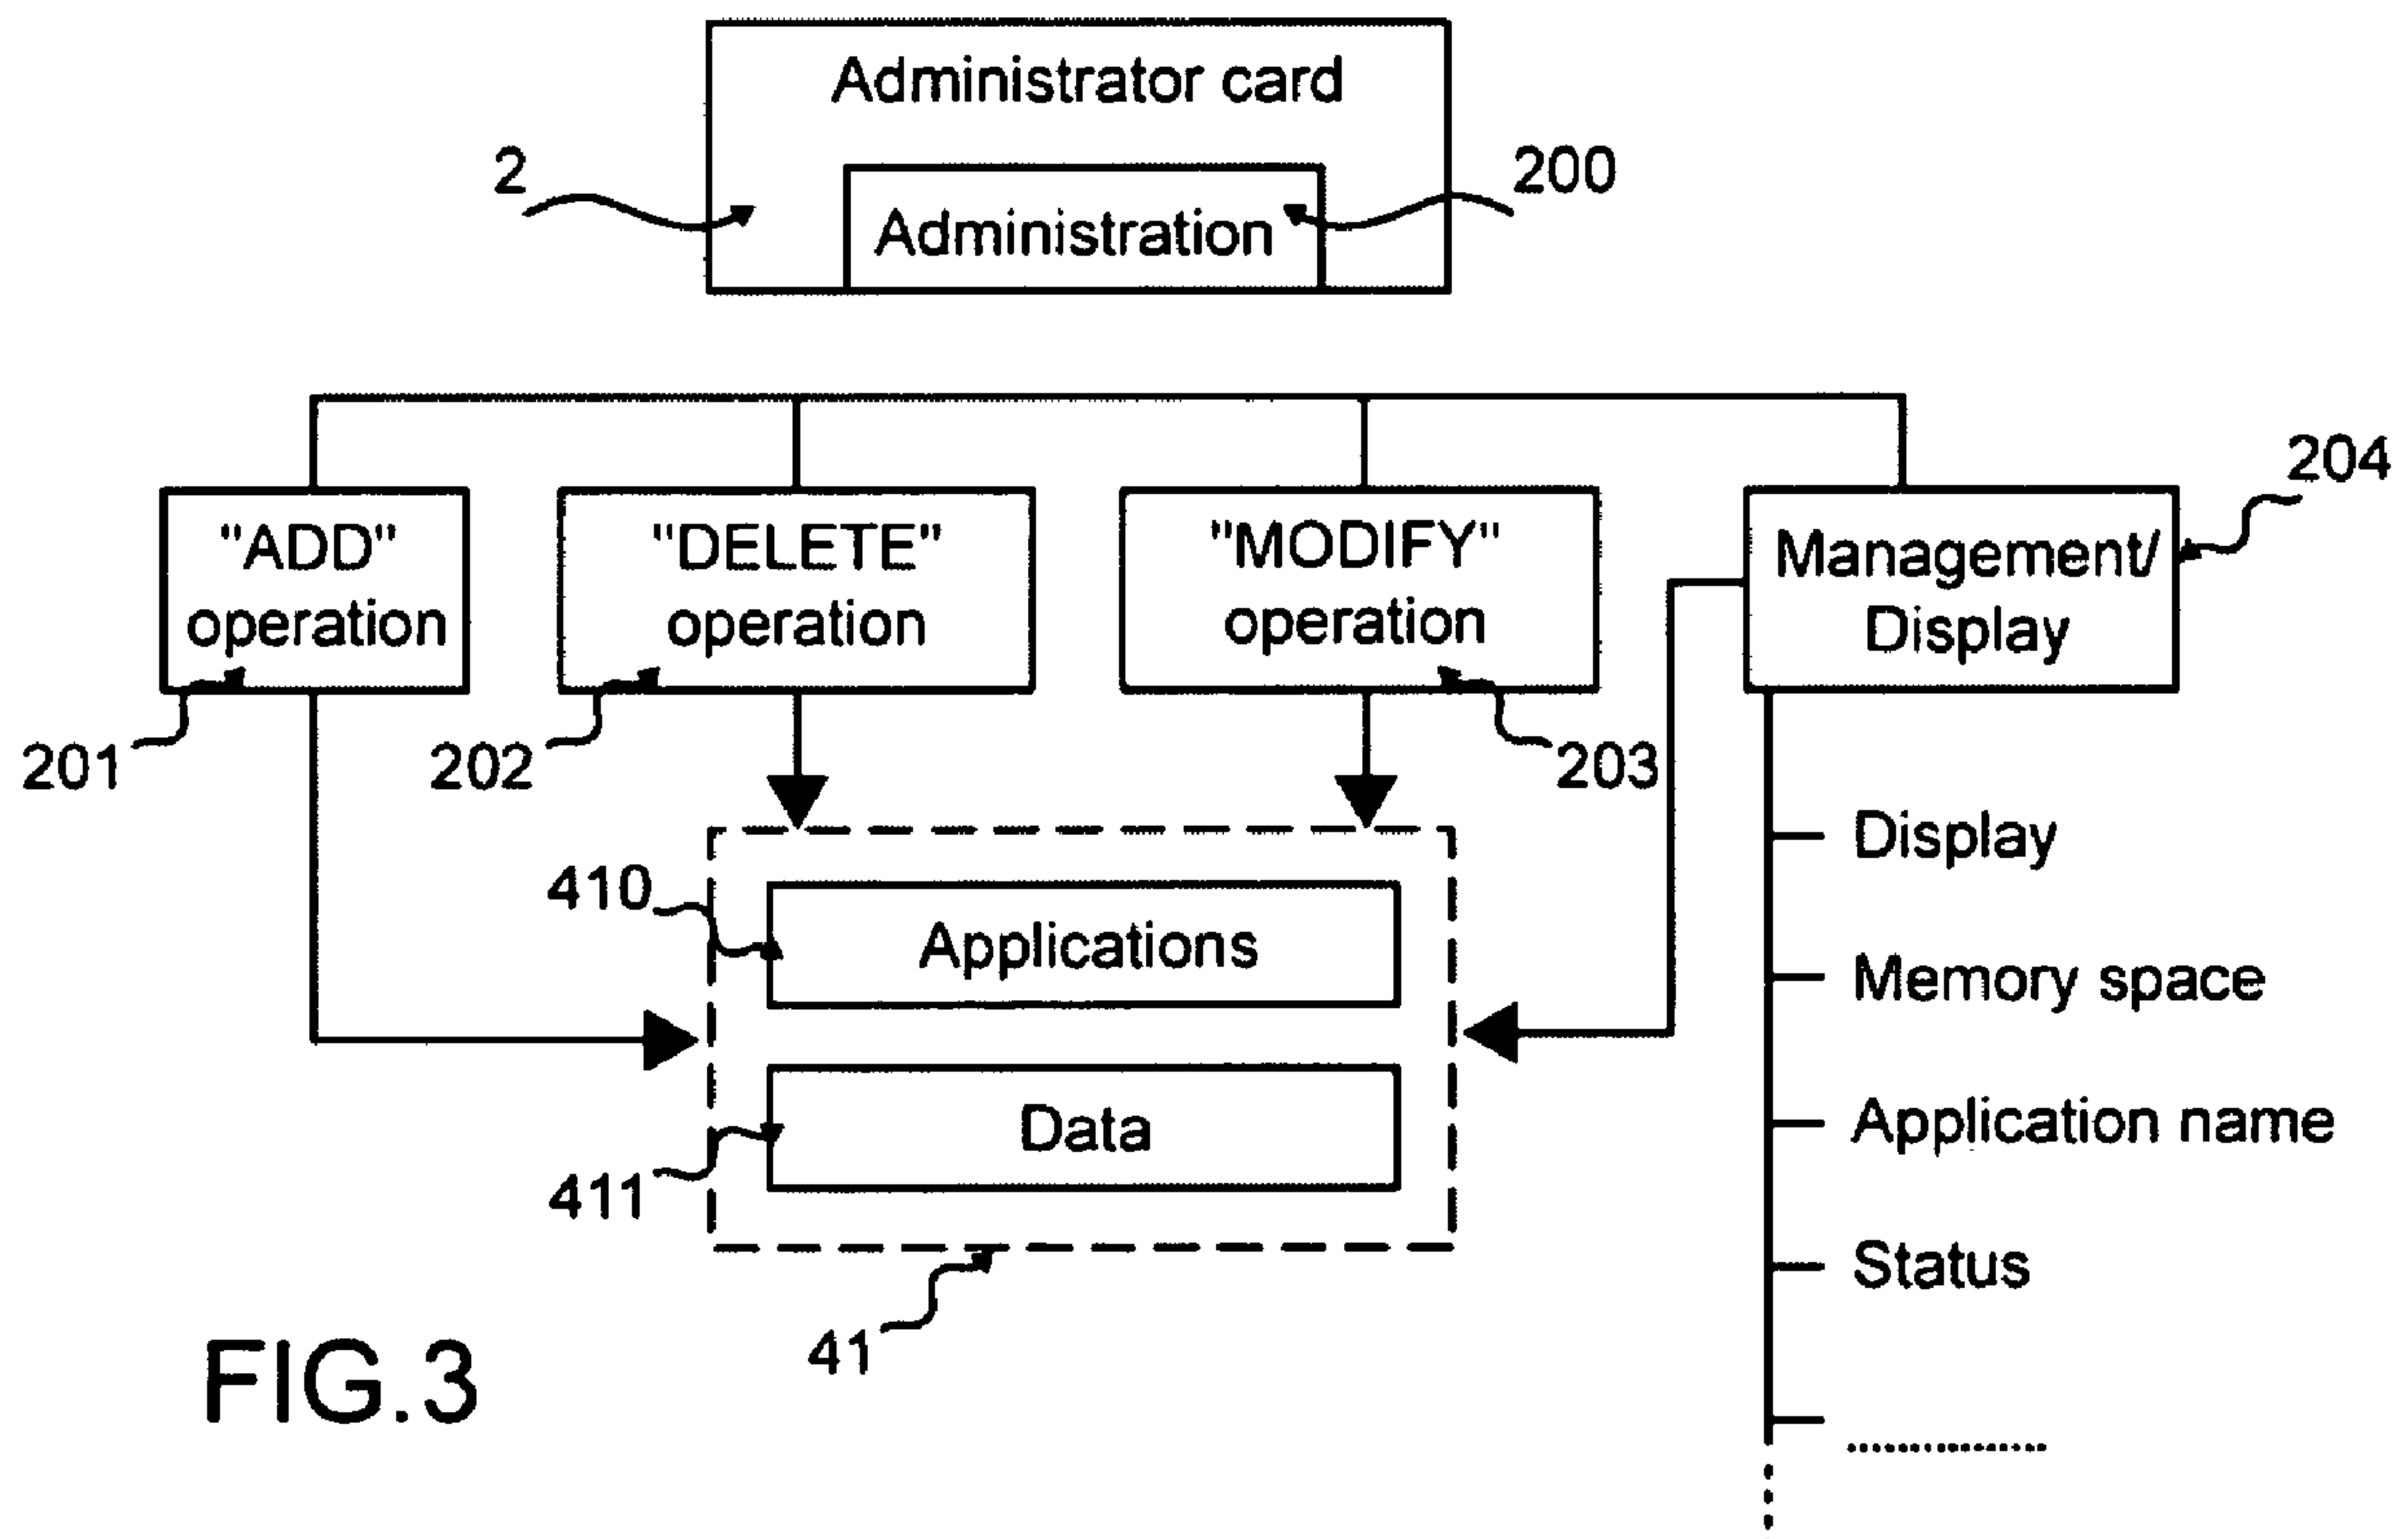 Administrator card
2
200
Administration
204
"ADD"
operation
"DELETE"
operation
"MODIFY"
operation
Management/
Display
201
202
203
Display
410
Applications
Memory space
Application name
Data
411
Status
41
FIG.3